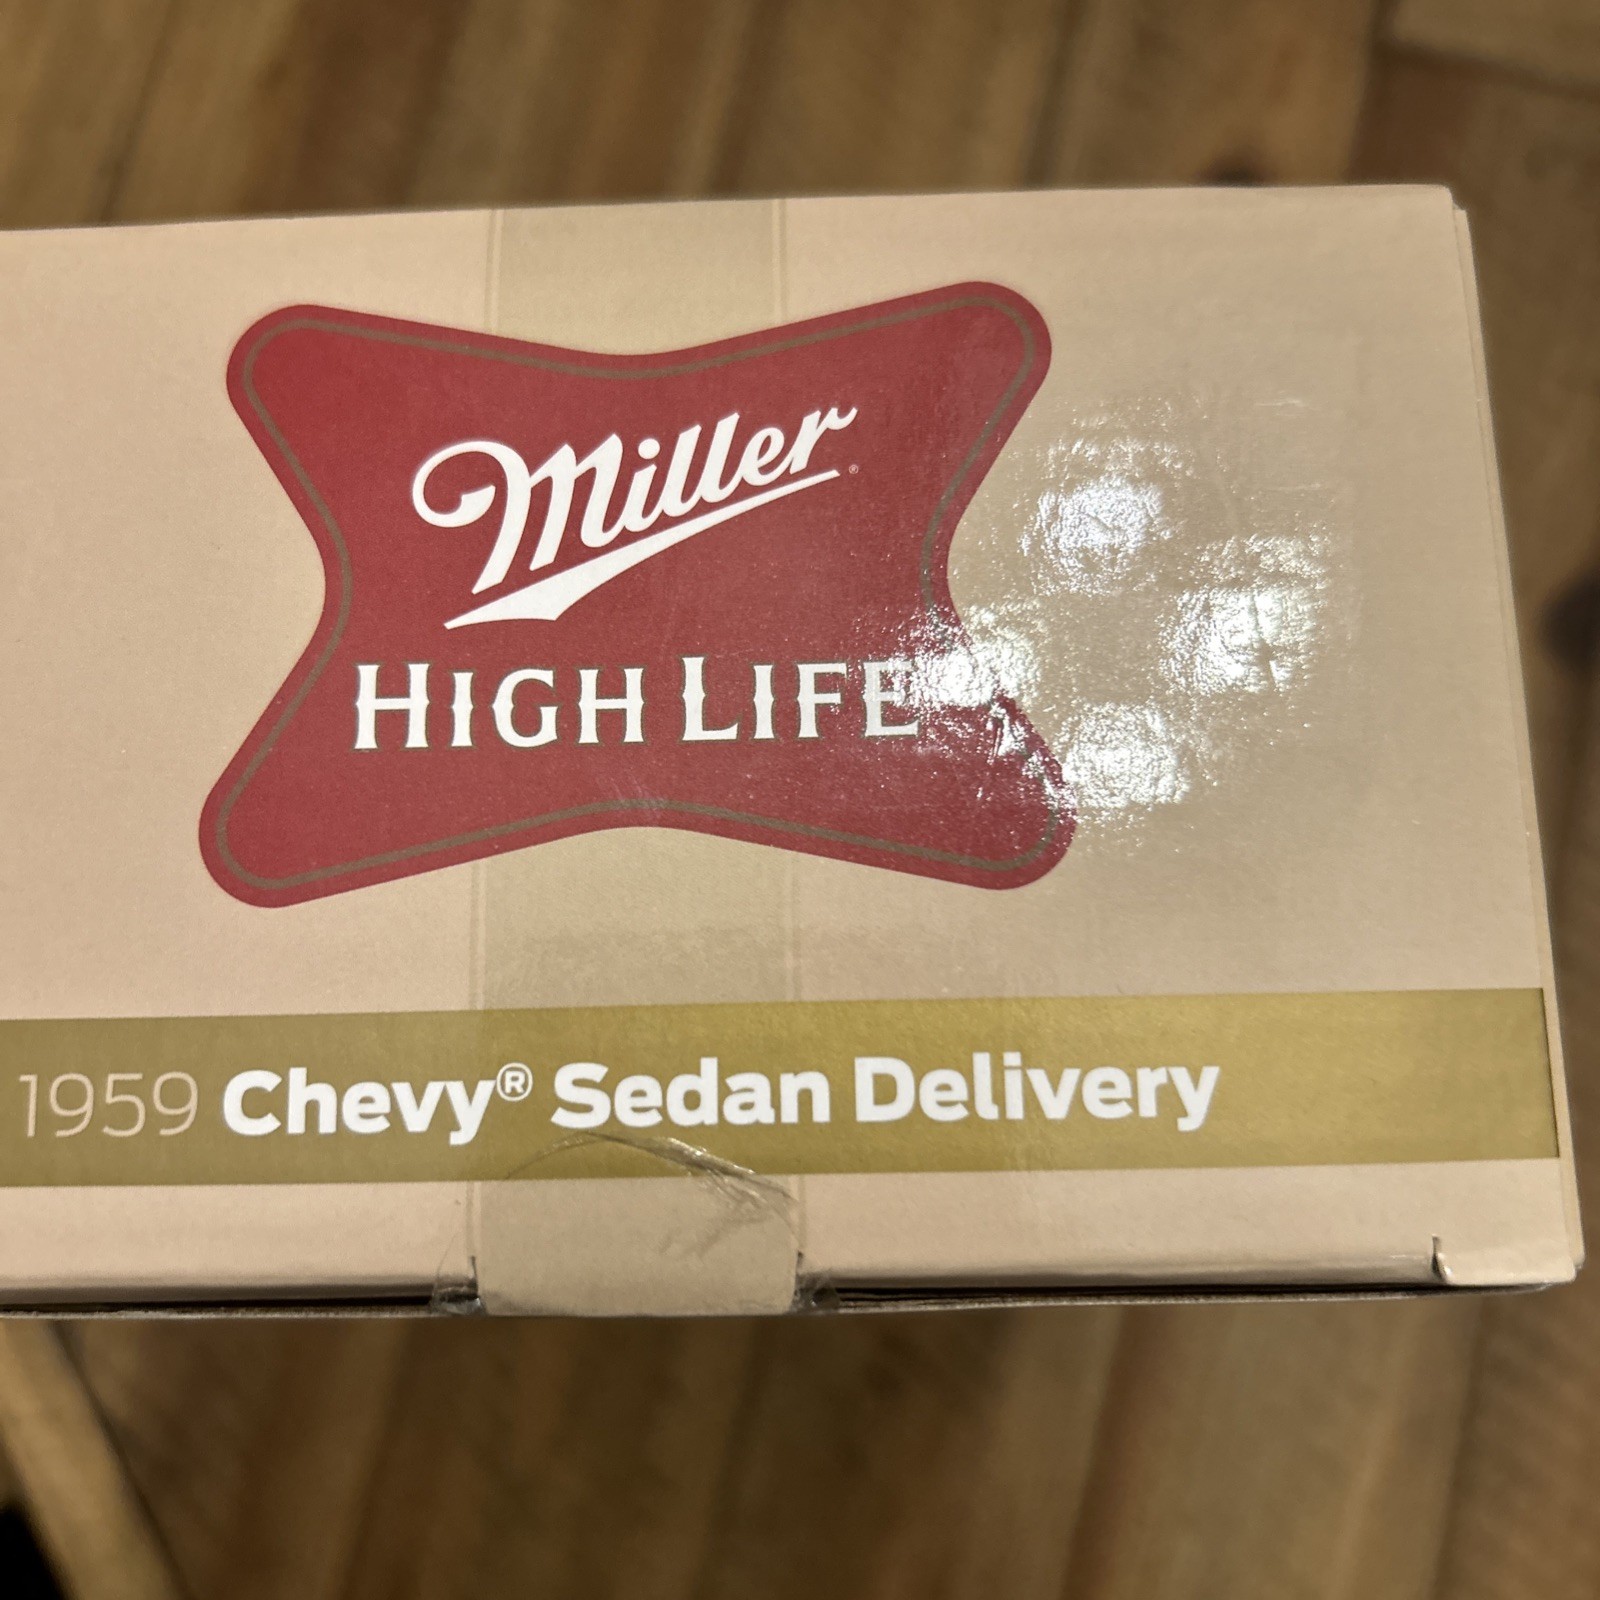 Miller
HIGH LIFE
1959 Chevy® Sedan Delivery